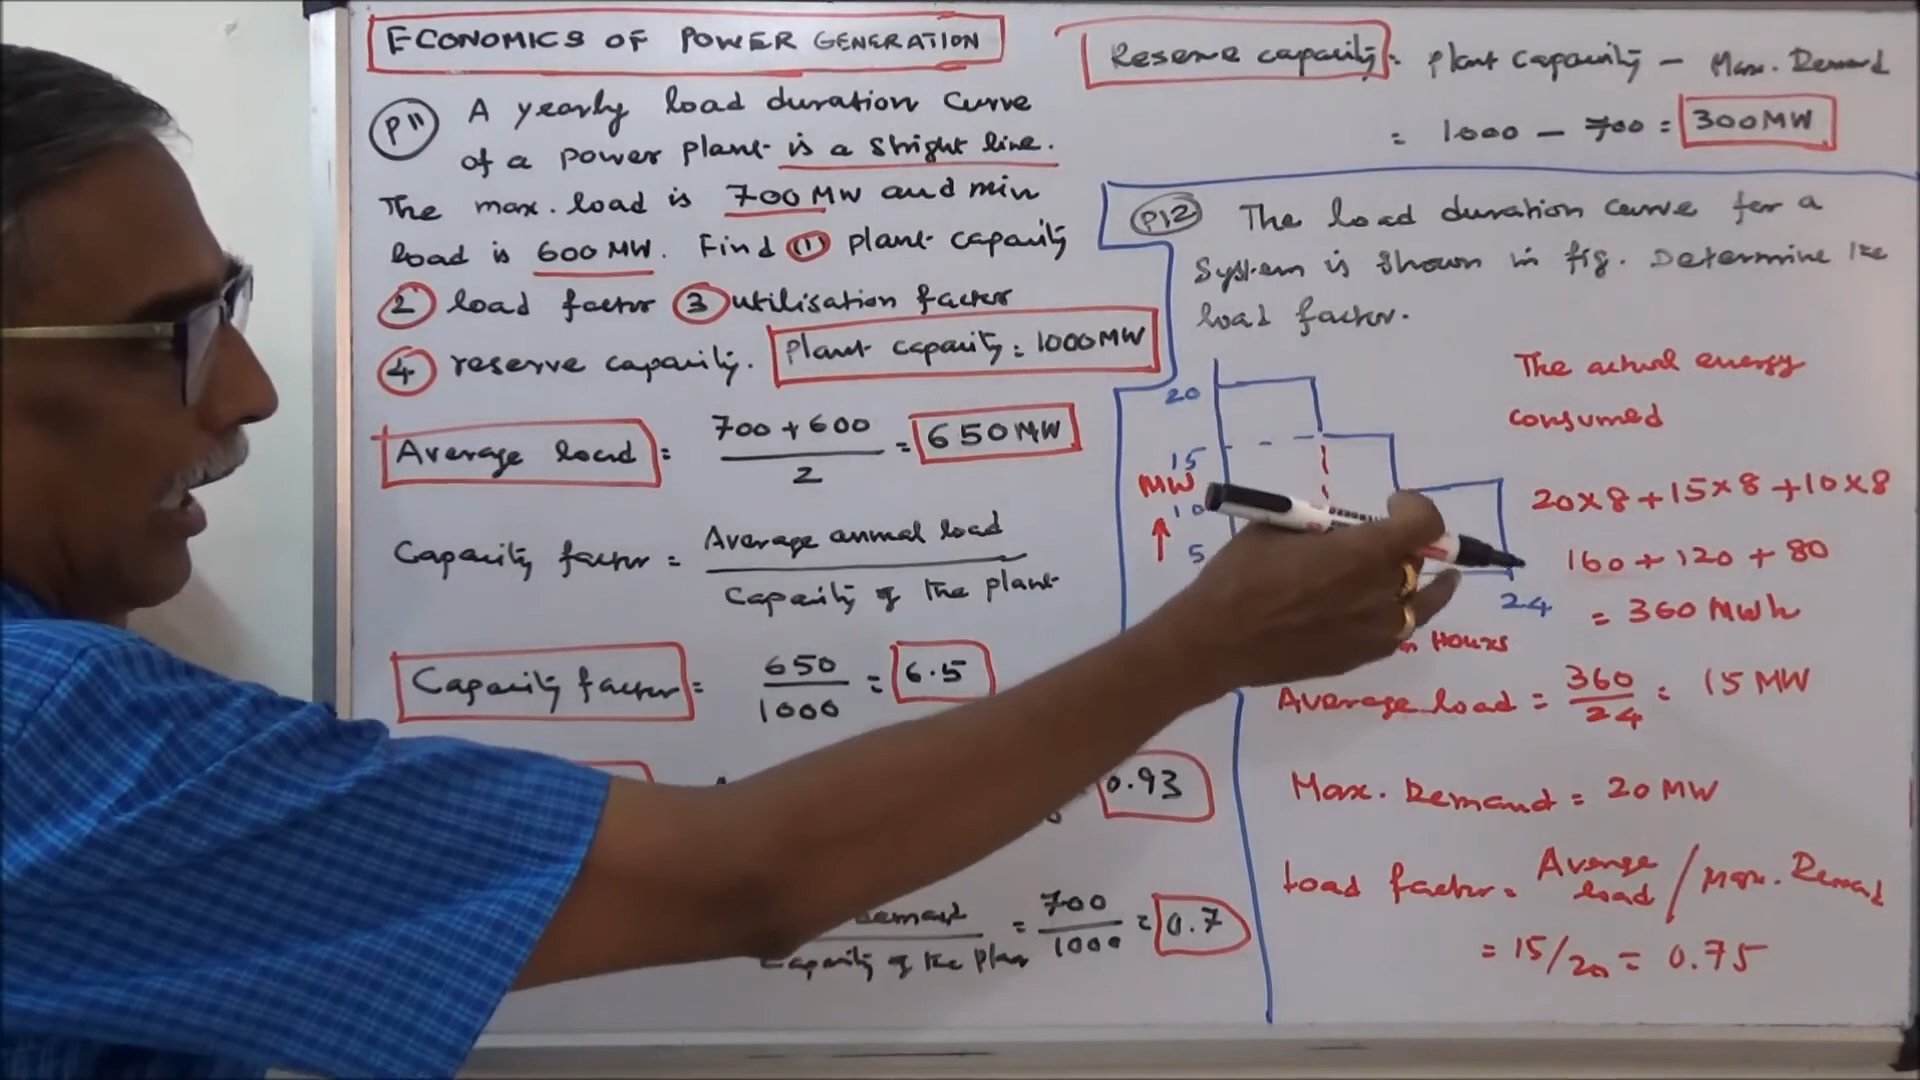 ECONOMICS OF POWER GENERATION
P11 A yearly load duration curve
of a power plant is a stright line.
The max. load is 700 MW and min
load is 600 MW. Find (1) plant capacity
(2) load factor (3) utilisation factor
(4) reserve capacity. Plant capacity = 1000 MW
Average load = 700 + 600 / 2 = 650 MW
Capacity factor = Average annual load / Capacity of the plant
Capacity factor = 650 / 1000 = 6.5
0.93
Demand / Capacity of the plan = 700 / 1000 = 0.7
Reserve capacity = Plant Capacity - Max. Demand
= 1000 - 700 = 300 MW
P12 The load duration curve for a
System is shown in fig. Determine the
load factor.
20
15
MW
10
5
24
in Hours
The actual energy
consumed
20x8 + 15x8 + 10x8
160 + 120 + 80
= 360 MWh
Average load = 360 / 24 = 15 MW
Max. Demand = 20 MW
Load factor = Average load / Max. Demand
= 15/20 = 0.75